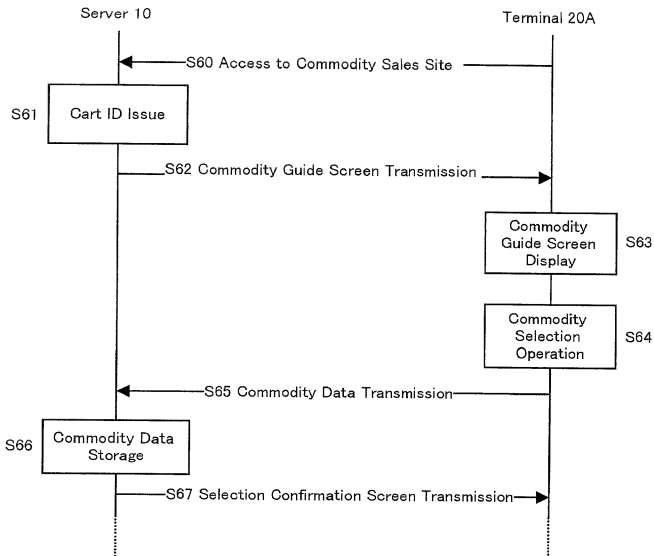 Server 10
Terminal 20A
S60 Access to Commodity Sales Site
S61
Cart ID Issue
S62 Commodity Guide Screen Transmission
Commodity
Guide Screen
Display
S63
Commodity
Selection
Operation
S64
S65 Commodity Data Transmission
S66
Commodity Data
Storage
S67 Selection Confirmation Screen Transmission